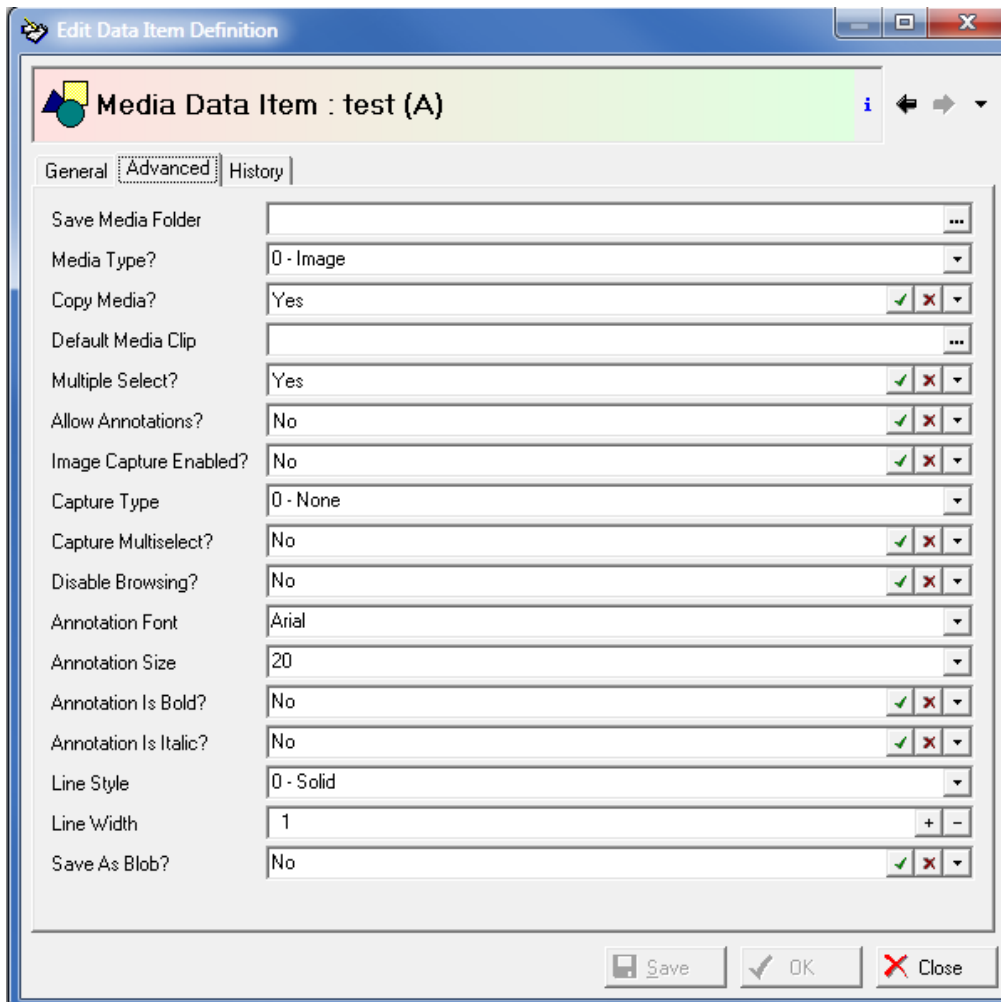 Edit Data Item Definition
Media Data Item : test (A)
i
General Advanced History
Save Media Folder ...
Media Type? 0 - Image
Copy Media? Yes
Default Media Clip ...
Multiple Select? Yes
Allow Annotations? No
Image Capture Enabled? No
Capture Type 0 - None
Capture Multiselect? No
Disable Browsing? No
Annotation Font Arial
Annotation Size 20
Annotation Is Bold? No
Annotation Is Italic? No
Line Style 0 - Solid
Line Width 1 + -
Save As Blob? No
Save OK Close